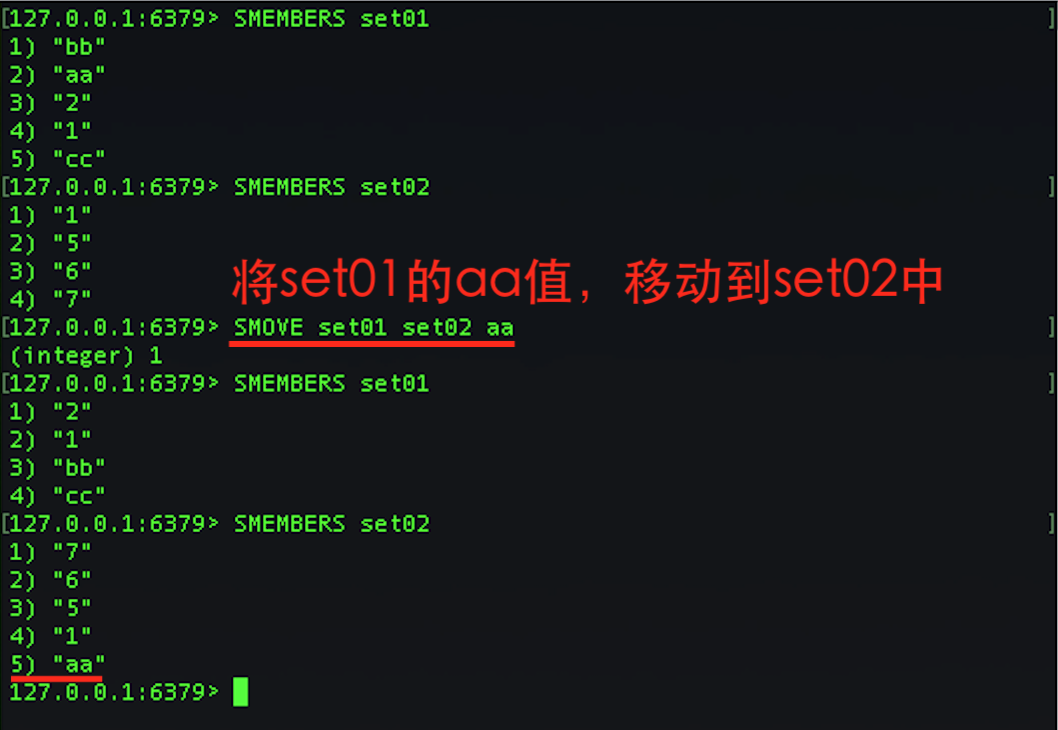 [127.0.0.1:6379> SMEMBERS set01 ]
1) "bb"
2) "aa"
3) "2"
4) "1"
5) "cc"
[127.0.0.1:6379> SMEMBERS set02 ]
1) "1"
2) "5"
3) "6"
4) "7"
将set01的aa值，移动到set02中
[127.0.0.1:6379> SMOVE set01 set02 aa ]
(integer) 1
[127.0.0.1:6379> SMEMBERS set01 ]
1) "2"
2) "1"
3) "bb"
4) "cc"
[127.0.0.1:6379> SMEMBERS set02 ]
1) "7"
2) "6"
3) "5"
4) "1"
5) "aa"
127.0.0.1:6379>